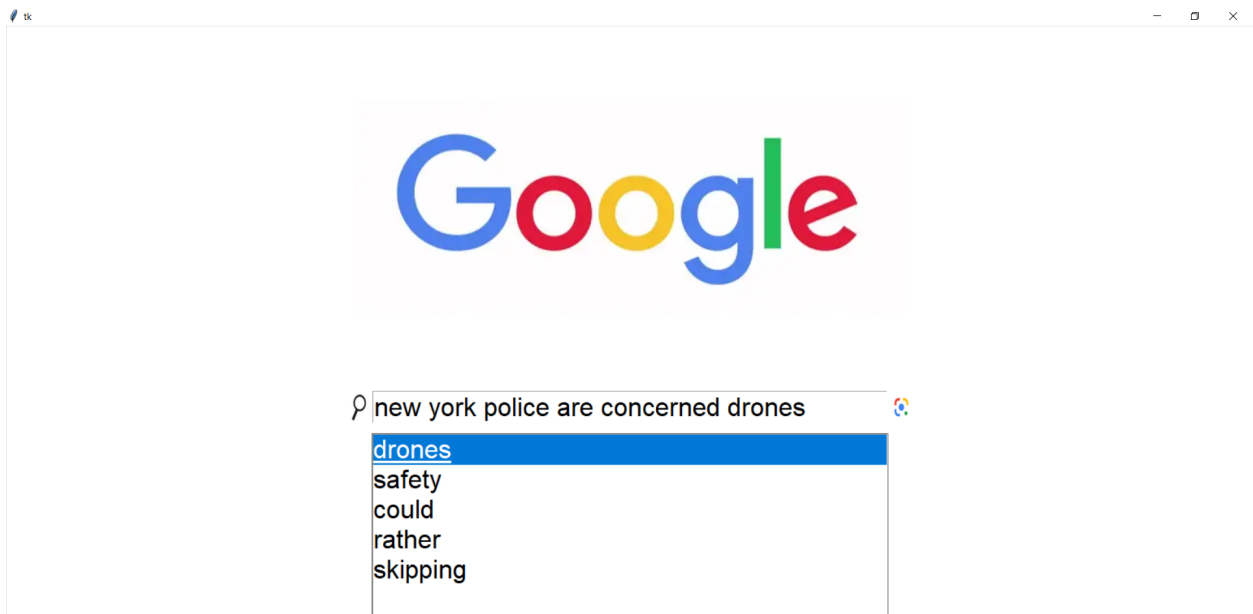 tk
Google
new york police are concerned drones
drones
safety
could
rather
skipping